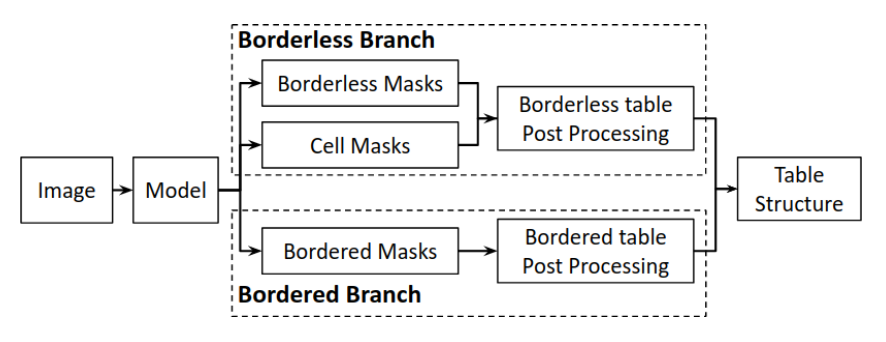 Borderless Branch
Borderless Masks
Cell Masks
Borderless table
Post Processing
Image
Model
Table
Structure
Bordered Masks
Bordered table
Post Processing
Bordered Branch